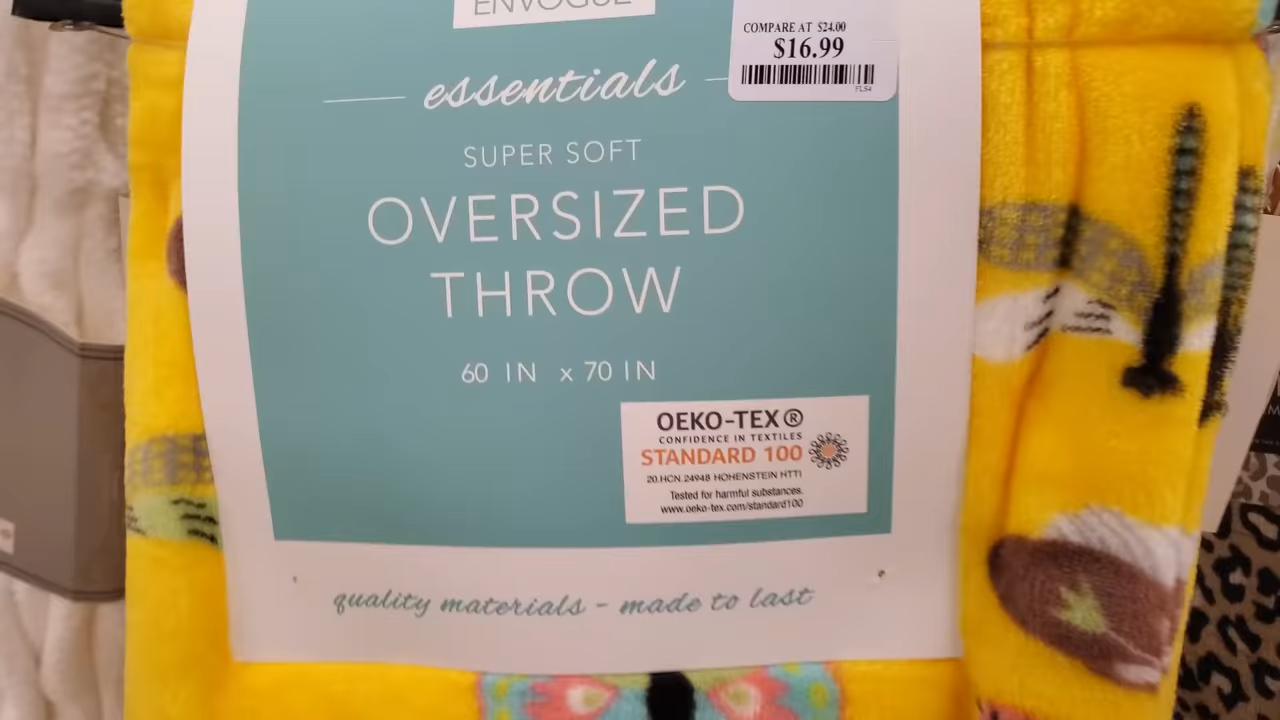 ENVOGUE
COMPARE AT $24.00
$16.99
FLS4
essentials
SUPER SOFT
OVERSIZED
THROW
60 IN x 70 IN
OEKO-TEX®
CONFIDENCE IN TEXTILES
STANDARD 100
20.HCN.24948 HOHENSTEIN HTTI
Tested for harmful substances.
www.oeko-tex.com/standard100
quality materials - made to last